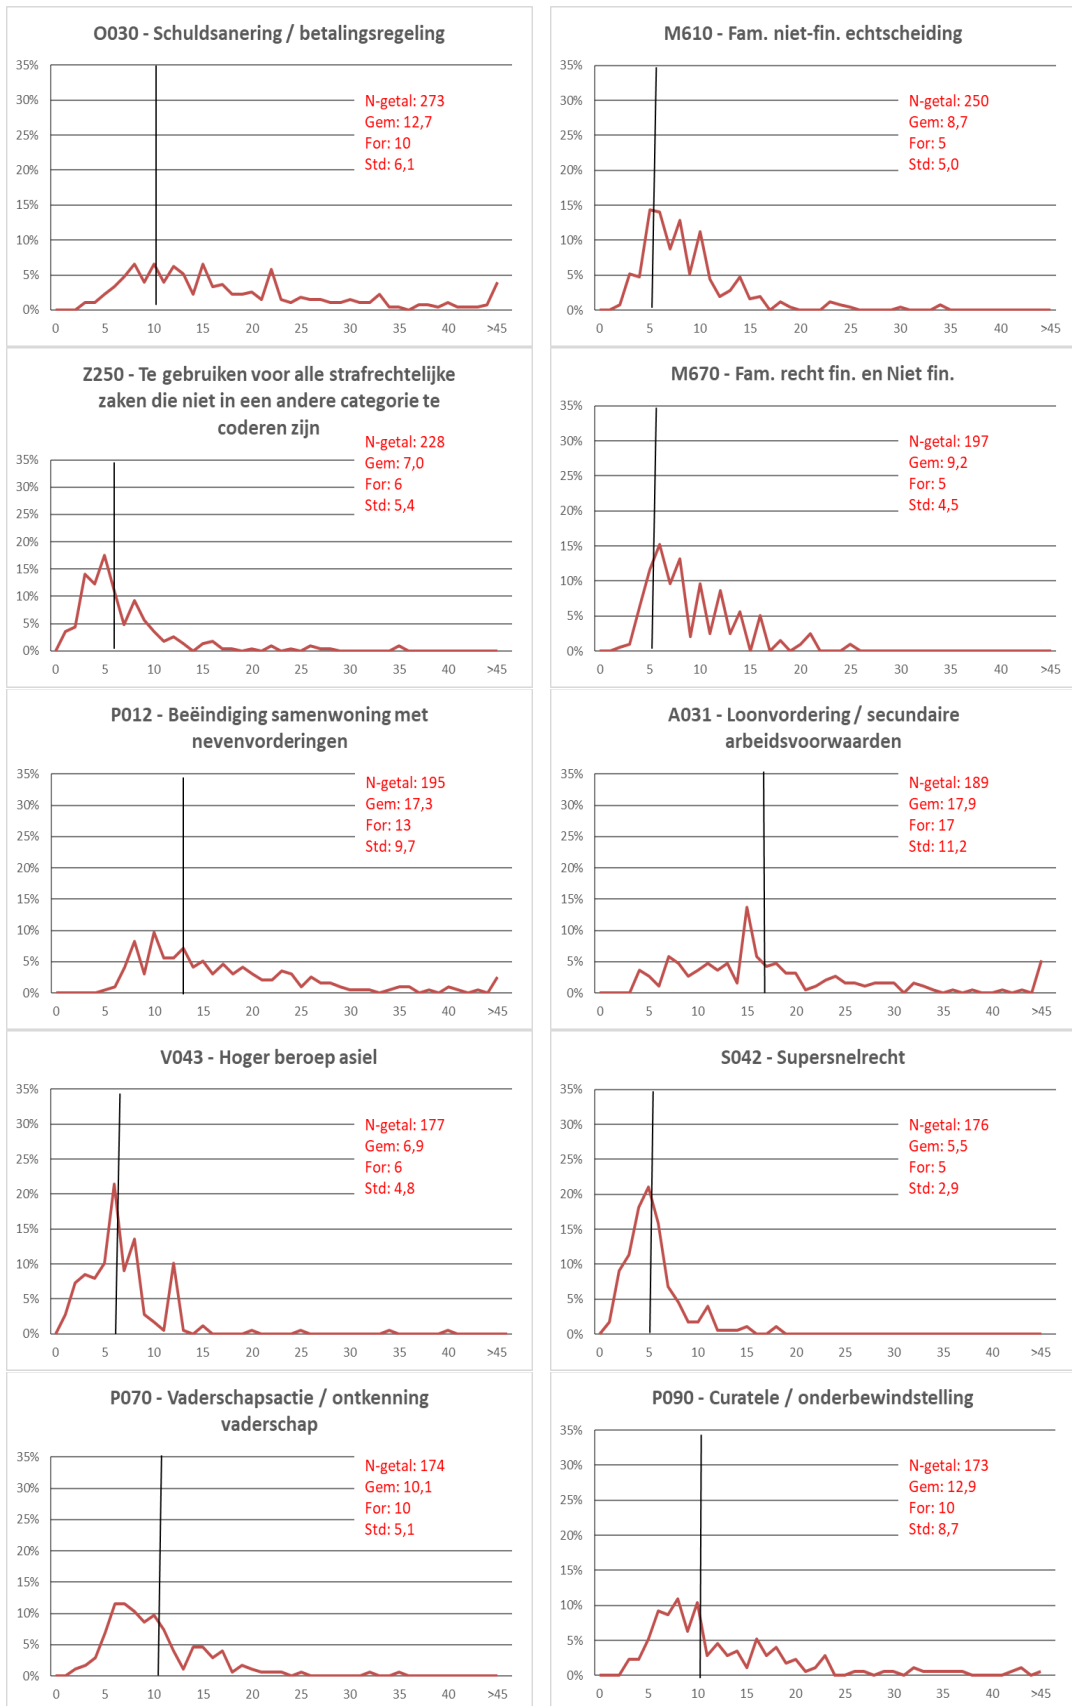 O030 - Schuldsanering / betalingsregeling
35%
30%
25%
20%
15%
10%
5%
0%
N-getal: 273
Gem: 12,7
For: 10
Std: 6,1
0 5 10 15 20 25 30 35 40 >45
M610 - Fam. niet-fin. echtscheiding
35%
30%
25%
20%
15%
10%
5%
0%
N-getal: 250
Gem: 8,7
For: 5
Std: 5,0
0 5 10 15 20 25 30 35 40 >45
Z250 - Te gebruiken voor alle strafrechtelijke
zaken die niet in een andere categorie te
coderen zijn
35%
30%
25%
20%
15%
10%
5%
0%
N-getal: 228
Gem: 7,0
For: 6
Std: 5,4
0 5 10 15 20 25 30 35 40 >45
M670 - Fam. recht fin. en Niet fin.
35%
30%
25%
20%
15%
10%
5%
0%
N-getal: 197
Gem: 9,2
For: 5
Std: 4,5
0 5 10 15 20 25 30 35 40 >45
P012 - Beëindiging samenwoning met
nevenvorderingen
35%
30%
25%
20%
15%
10%
5%
0%
N-getal: 195
Gem: 17,3
For: 13
Std: 9,7
0 5 10 15 20 25 30 35 40 >45
A031 - Loonvordering / secundaire
arbeidsvoorwaarden
35%
30%
25%
20%
15%
10%
5%
0%
N-getal: 189
Gem: 17,9
For: 17
Std: 11,2
0 5 10 15 20 25 30 35 40 >45
V043 - Hoger beroep asiel
35%
30%
25%
20%
15%
10%
5%
0%
N-getal: 177
Gem: 6,9
For: 6
Std: 4,8
0 5 10 15 20 25 30 35 40 >45
S042 - Supersnelrecht
35%
30%
25%
20%
15%
10%
5%
0%
N-getal: 176
Gem: 5,5
For: 5
Std: 2,9
0 5 10 15 20 25 30 35 40 >45
P070 - Vaderschapsactie / ontkenning
vaderschap
35%
30%
25%
20%
15%
10%
5%
0%
N-getal: 174
Gem: 10,1
For: 10
Std: 5,1
0 5 10 15 20 25 30 35 40 >45
P090 - Curatele / onderbewindstelling
35%
30%
25%
20%
15%
10%
5%
0%
N-getal: 173
Gem: 12,9
For: 10
Std: 8,7
0 5 10 15 20 25 30 35 40 >45